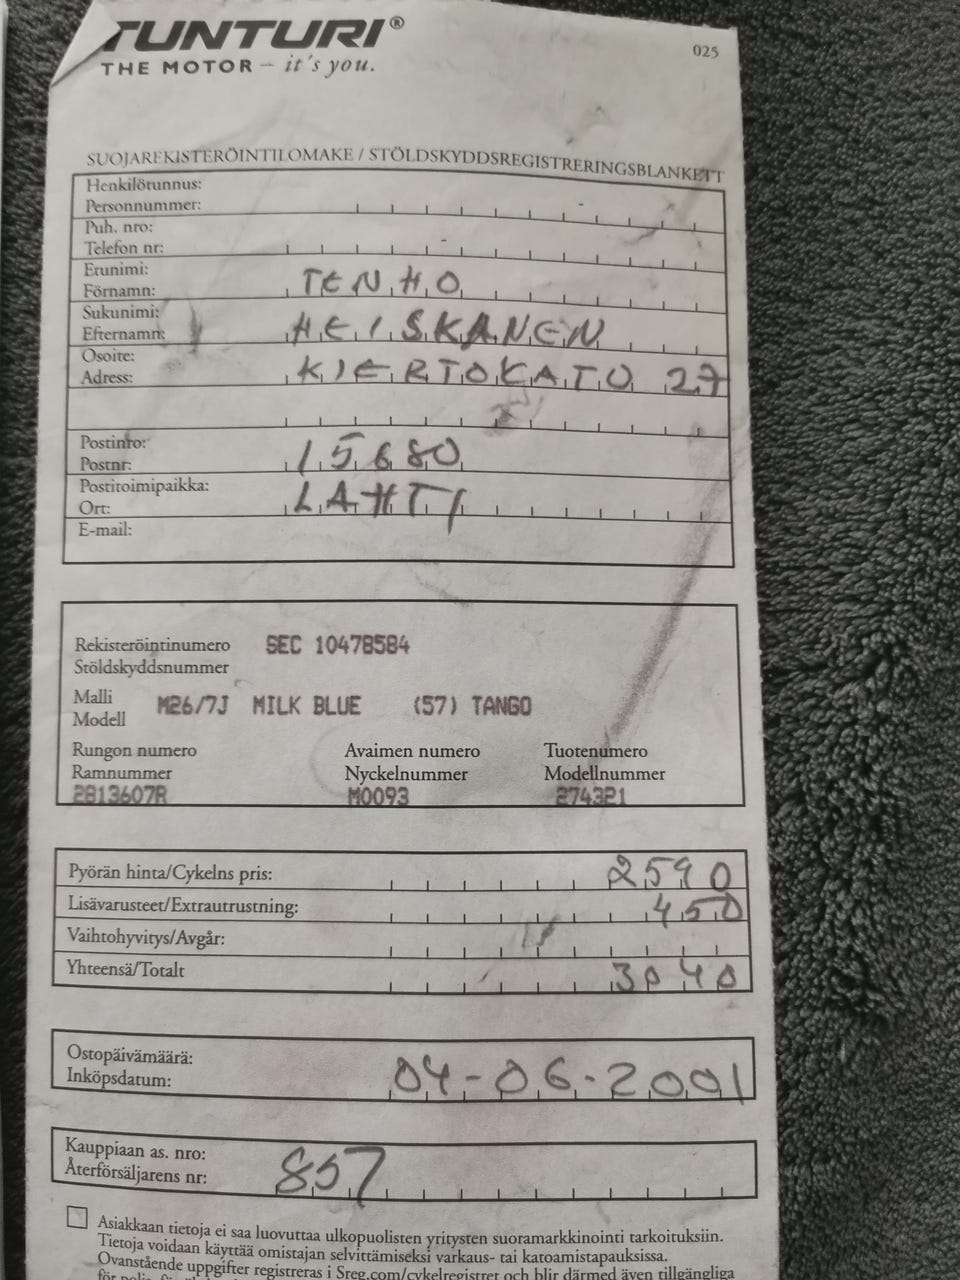 TUNTURI®
THE MOTOR – it's you.
025
SUOJAREKISTERÖINTILOMAKE / STÖLDSKYDDSREGISTRERINGSBLANKETT
Henkilötunnus:
Personnummer:
Puh. nro:
Telefon nr:
Etunimi:
Förnamn: TENHO
Sukunimi:
Efternamn: HEISKANEN
Osoite:
Adress: KIERTOKATO 27
Postinro:
Postnr: 15680
Postitoimipaikka:
Ort: LAHTI
E-mail:
Rekisteröintinumero SEC 10478584
Stöldskyddsnummer
Malli
Modell M26/7J MILK BLUE (57) TANGO
Rungon numero Avaimen numero Tuotenumero
Ramnummer Nyckelnummer Modellnummer
2813607R M0093 274321
Pyörän hinta/Cykelns pris: 2590
Lisävarusteet/Extrautrustning: 450
Vaihtohyvitys/Avgår:
Yhteensä/Totalt 3040
Ostopäivämäärä:
Inköpsdatum: 04-06-2001
Kauppiaan as. nro:
Återförsäljarens nr: 857
Asiakkaan tietoja ei saa luovuttaa ulkopuolisten yritysten suoramarkkinointi tarkoituksiin.
Tietoja voidaan käyttää omistajan selvittämiseksi varkaus- tai katoamistapauksissa.
Ovanstående uppgifter registreras i Sreg.com/cykelregistret och blir därmed även tillgängliga